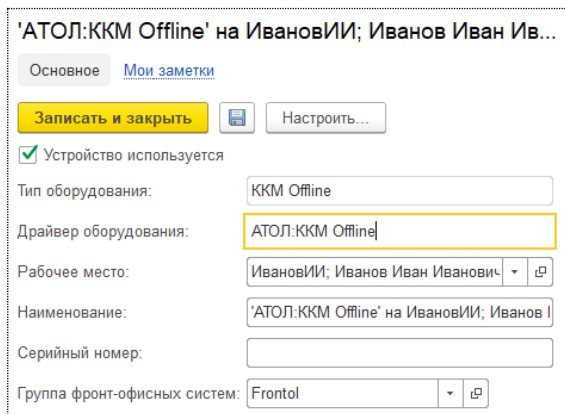 'АТОЛ:ККМ Offline' на ИвановИИ; Иванов Иван Ив...
Основное Мои заметки
Записать и закрыть Настроить...
Устройство используется
Тип оборудования: ККМ Offline
Драйвер оборудования: АТОЛ:ККМ Offline
Рабочее место: ИвановИИ; Иванов Иван Иванович
Наименование: 'АТОЛ:ККМ Offline' на ИвановИИ; Иванов
Серийный номер:
Группа фронт-офисных систем: Frontol